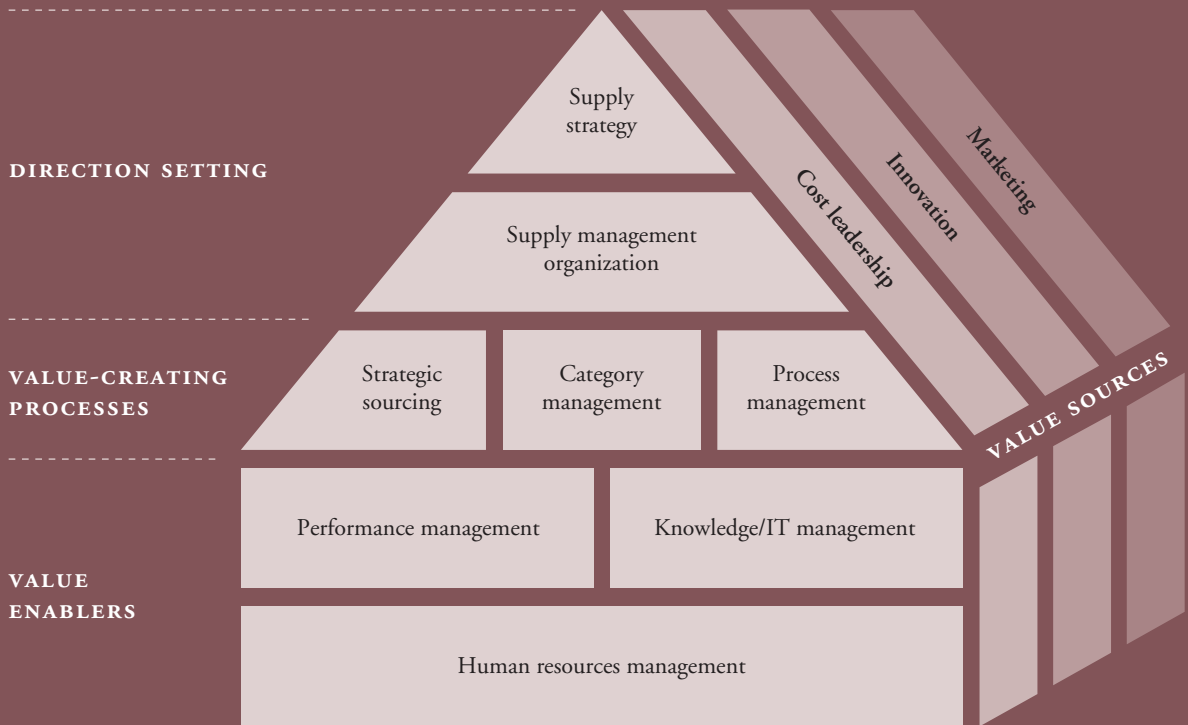 Supply
strategy
DIRECTION SETTING
Supply management
organization
Cost leadership
Innovation
Marketing
VALUE-CREATING
PROCESSES
Strategic
sourcing
Category
management
Process
management
VALUE SOURCES
Performance management
Knowledge/IT management
VALUE
ENABLERS
Human resources management